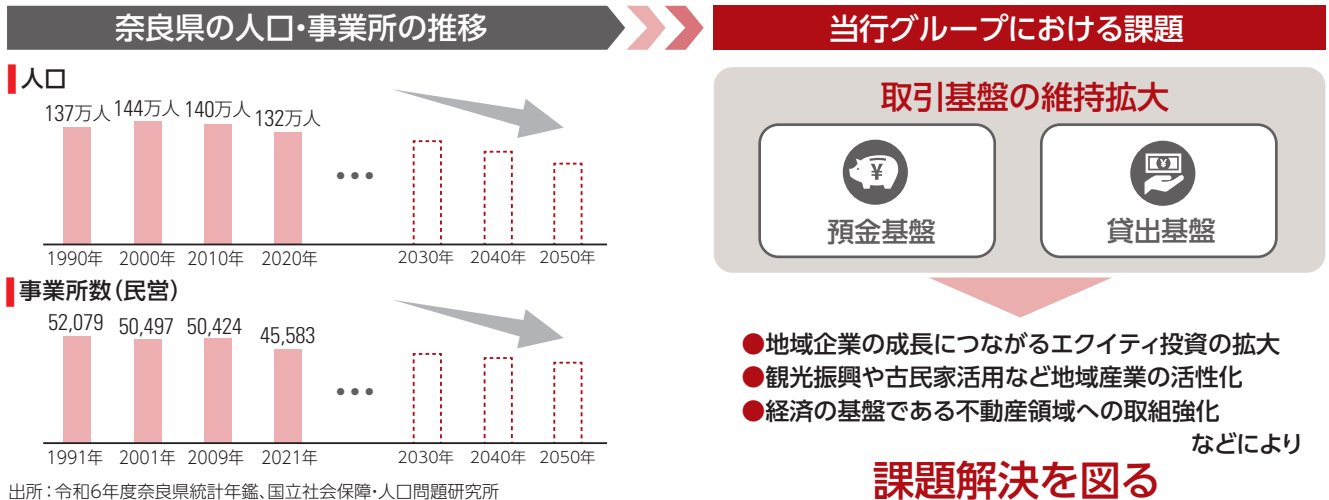 奈良県の人口・事業所の推移
人口
137万人 144万人 140万人 132万人
•••
1990年 2000年 2010年 2020年 2030年 2040年 2050年
事業所数（民営）
52,079 50,497 50,424 45,583
•••
1991年 2001年 2009年 2021年 2030年 2040年 2050年
出所：令和6年度奈良県統計年鑑、国立社会保障・人口問題研究所
当行グループにおける課題
取引基盤の維持拡大
¥
預金基盤
¥
貸出基盤
●地域企業の成長につながるエクイティ投資の拡大
●観光振興や古民家活用など地域産業の活性化
●経済の基盤である不動産領域への取組強化
などにより
課題解決を図る